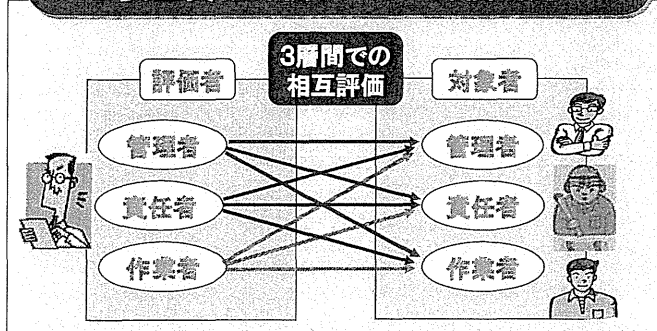 3層間での
相互評価
評価者
対象者
管理者
管理者
責任者
責任者
作業者
作業者